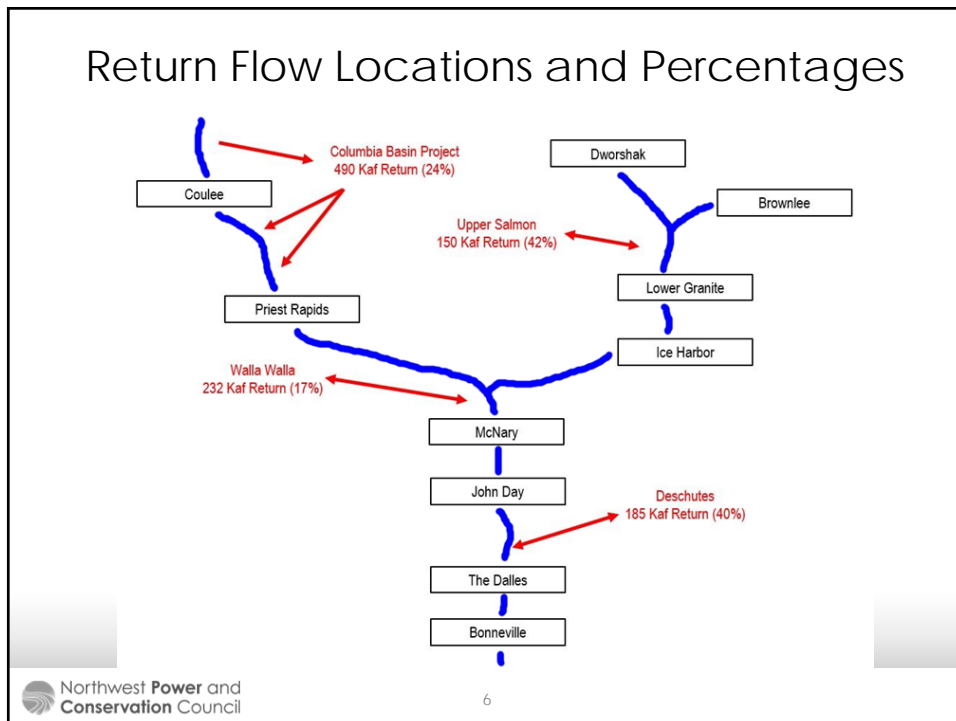 Return Flow Locations and Percentages
Columbia Basin Project
490 Kaf Return (24%)
Coulee
Dworshak
Brownlee
Upper Salmon
150 Kaf Return (42%)
Lower Granite
Priest Rapids
Ice Harbor
Walla Walla
232 Kaf Return (17%)
McNary
John Day
Deschutes
185 Kaf Return (40%)
The Dalles
Bonneville
Northwest Power and
Conservation Council
6